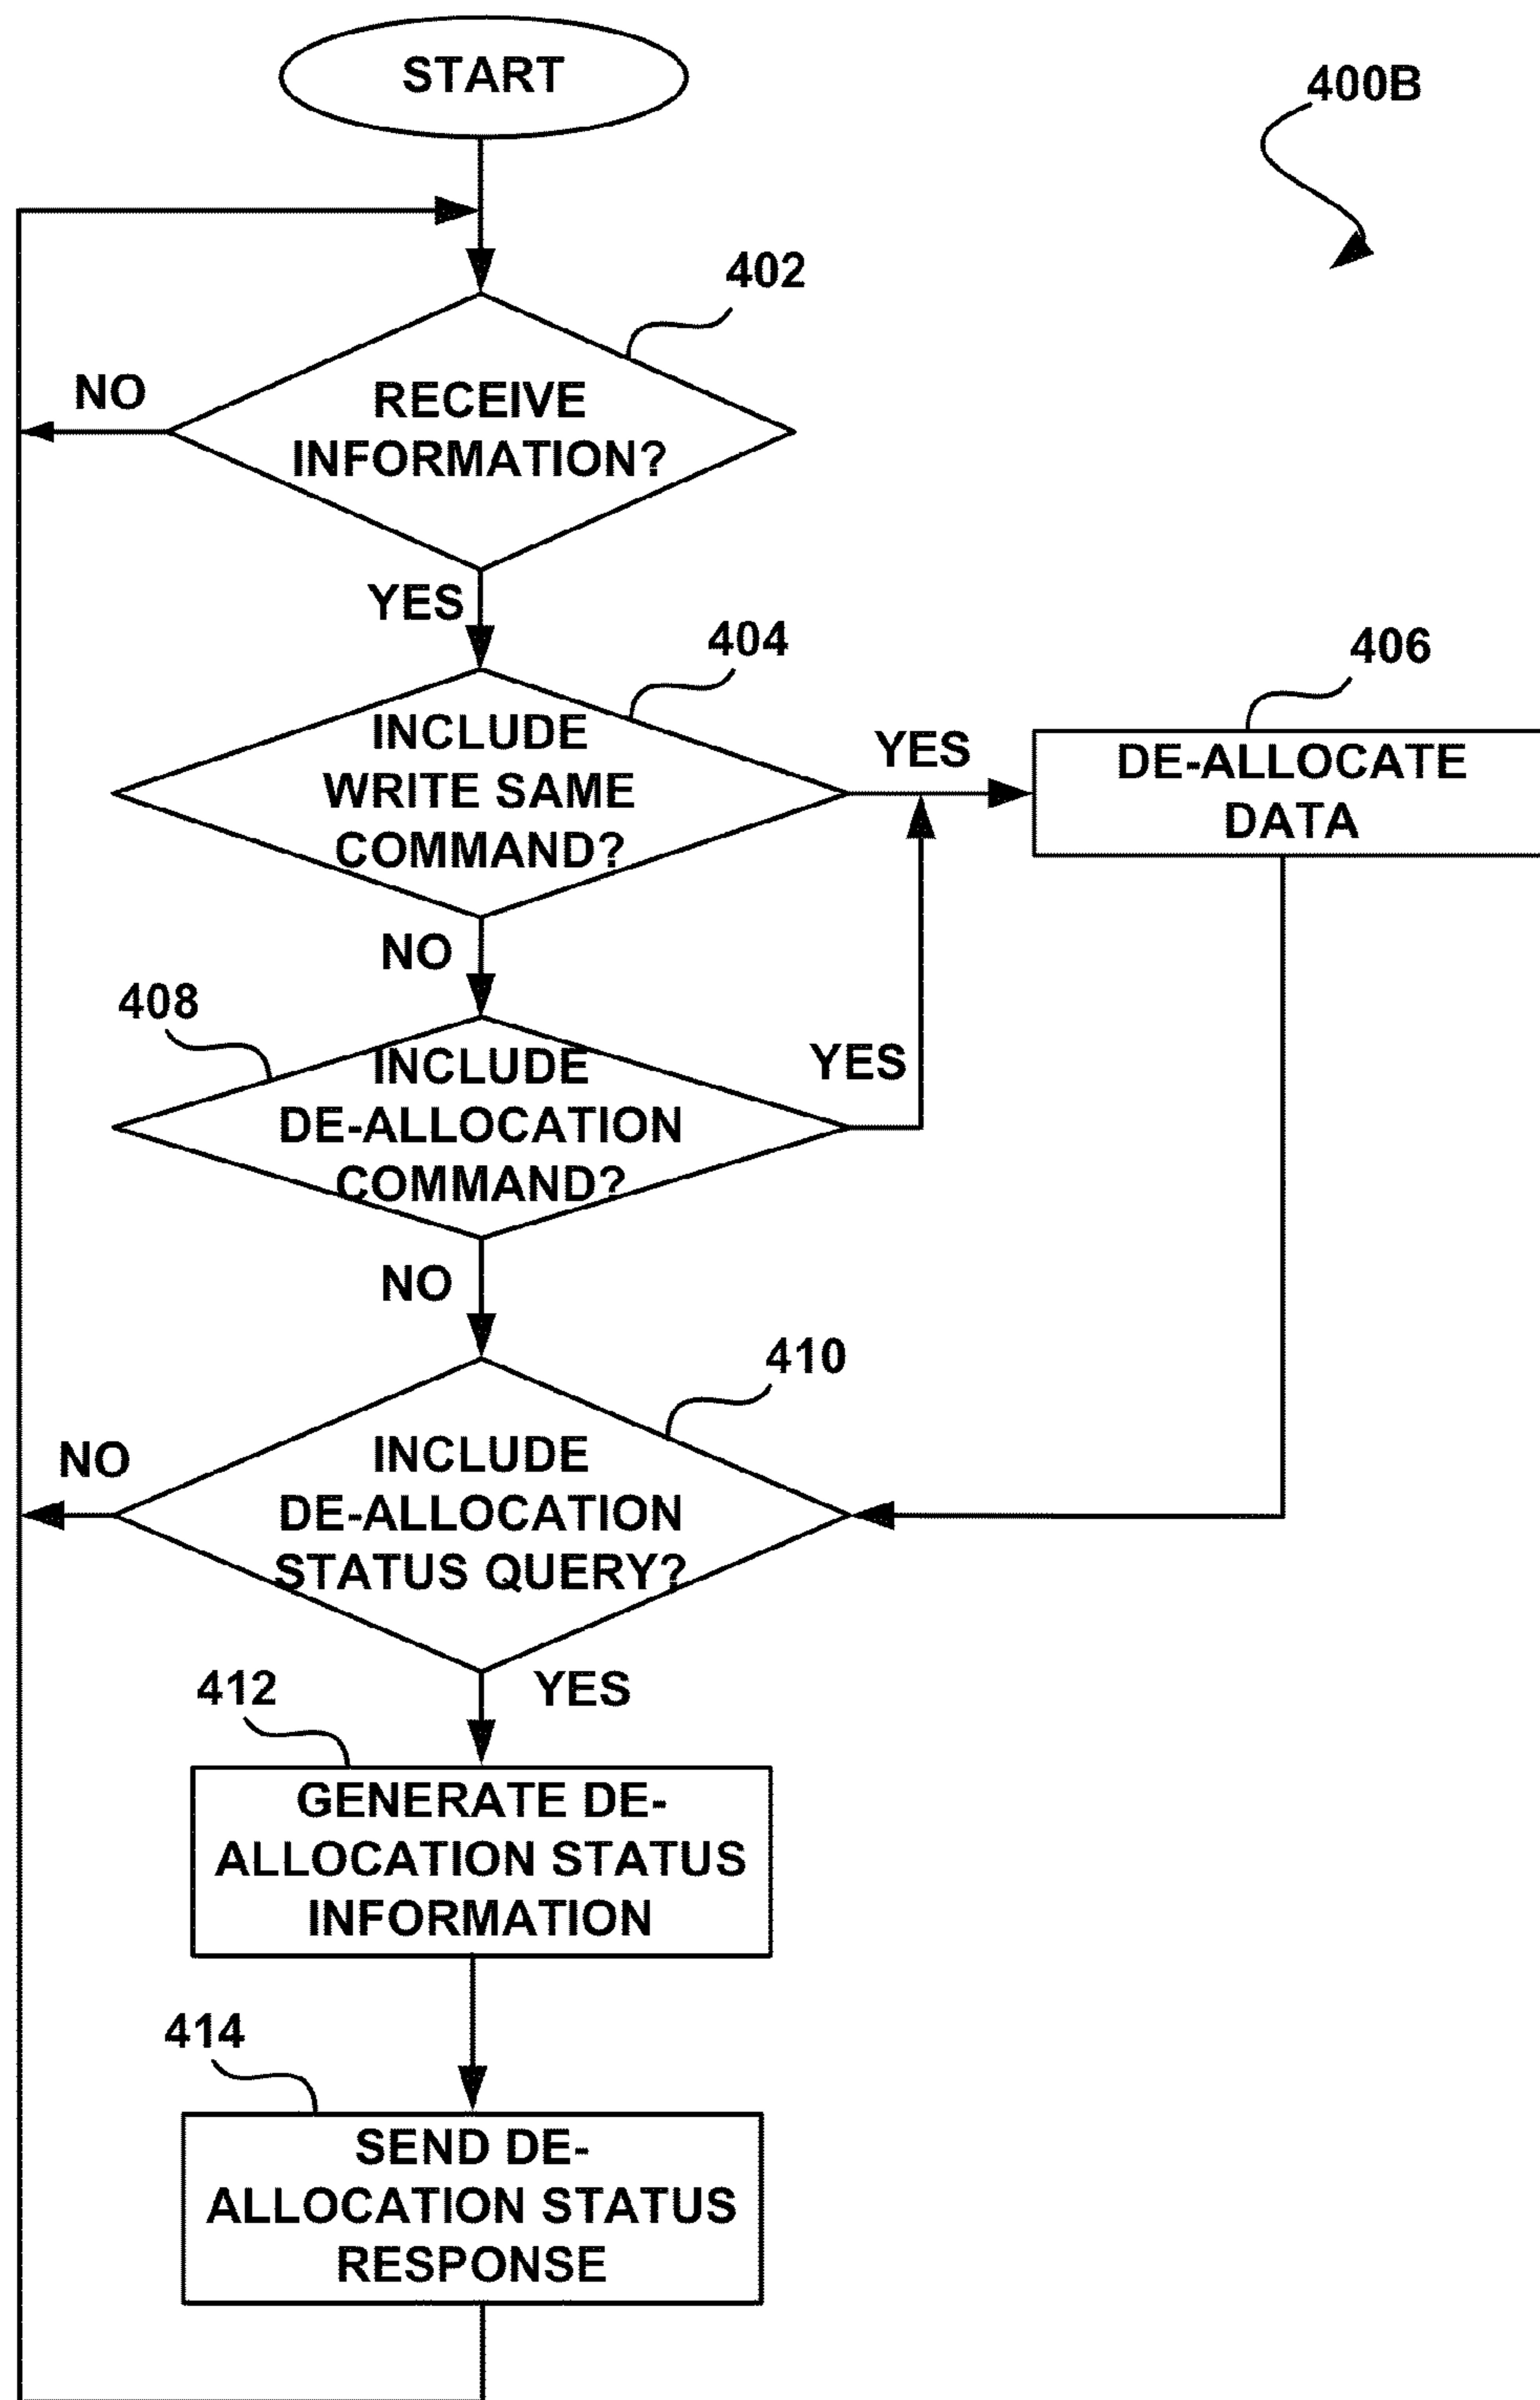 START
400B
402
NO
RECEIVE
INFORMATION?
YES
404
406
INCLUDE
WRITE SAME
COMMAND?
YES
DE-ALLOCATE
DATA
NO
408
INCLUDE
DE-ALLOCATION
COMMAND?
YES
NO
410
NO
INCLUDE
DE-ALLOCATION
STATUS QUERY?
YES
412
GENERATE DE-
ALLOCATION STATUS
INFORMATION
414
SEND DE-
ALLOCATION STATUS
RESPONSE